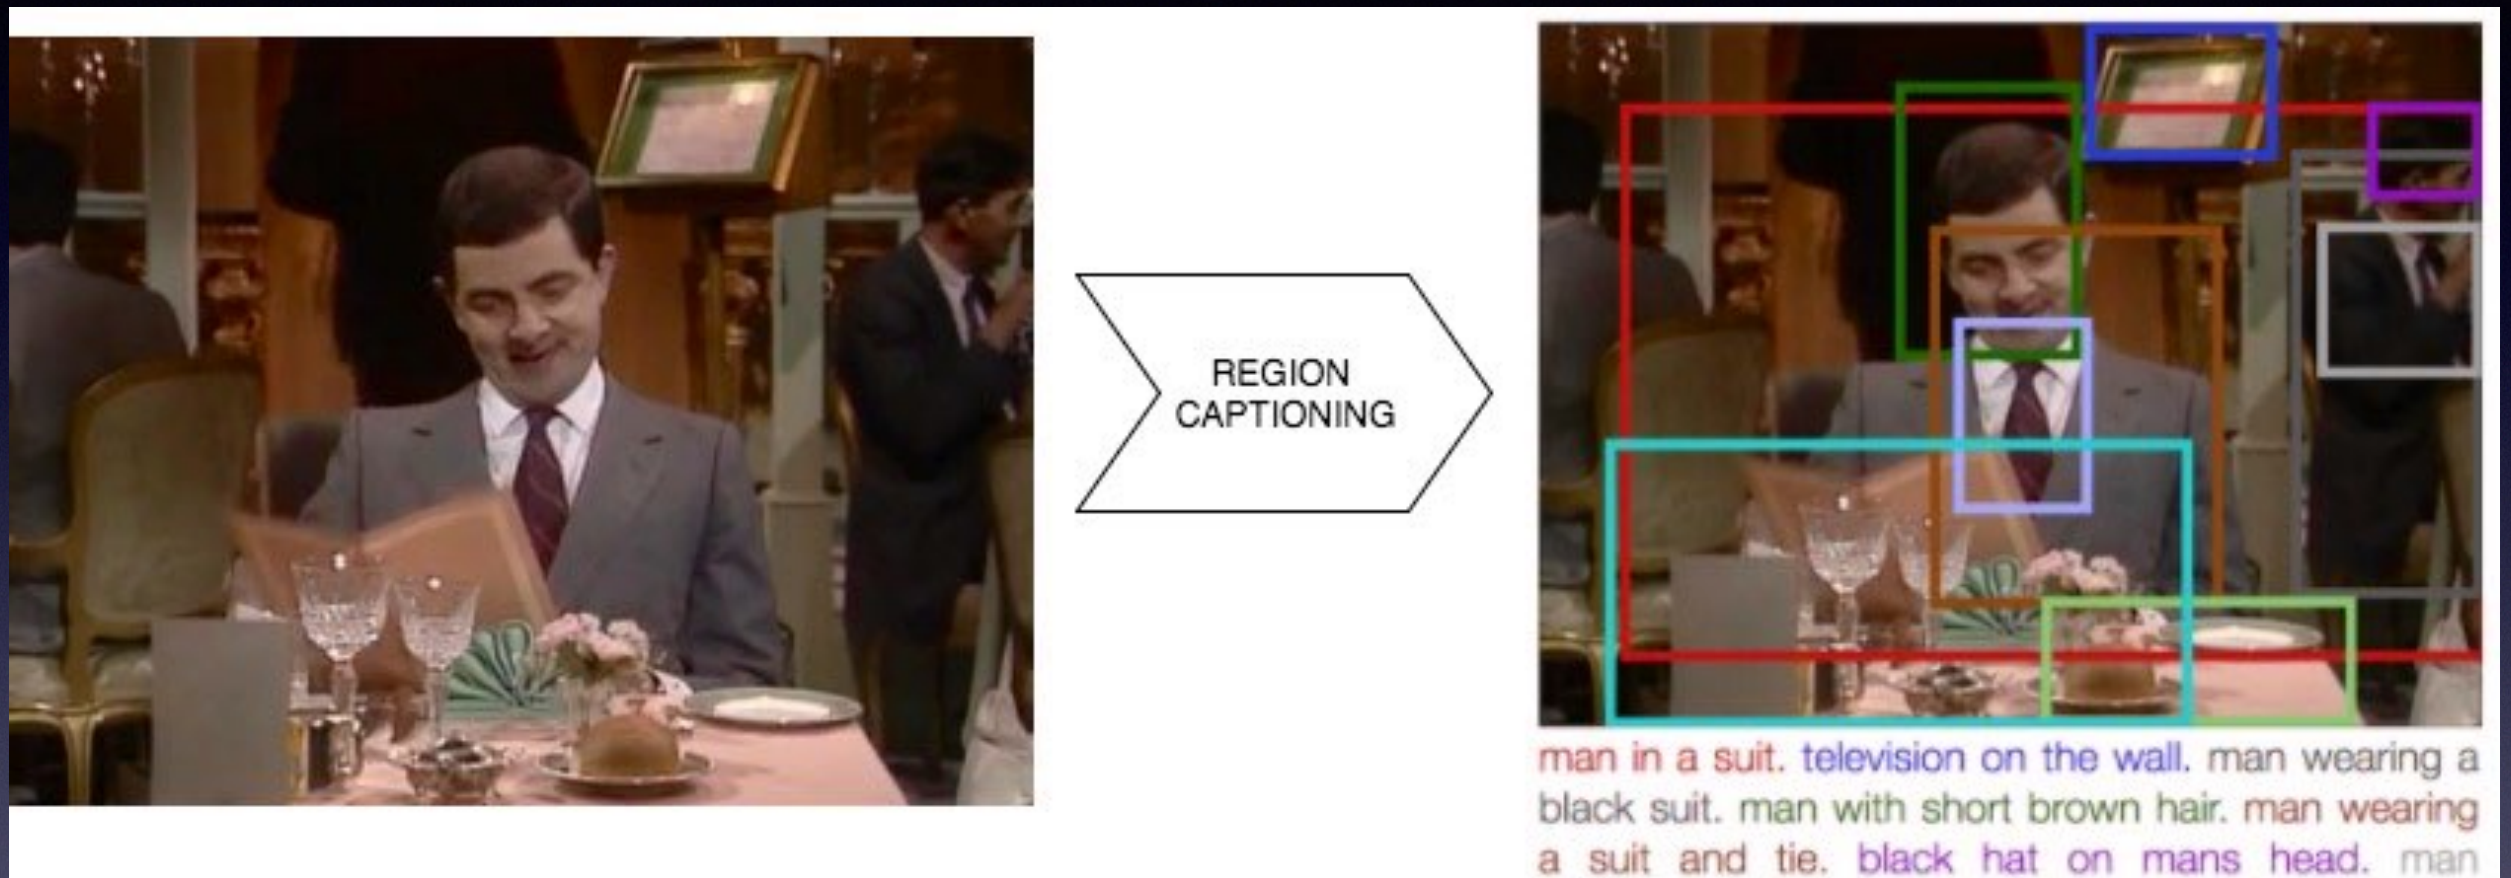 REGION
CAPTIONING
man in a suit. television on the wall. man wearing a
black suit. man with short brown hair. man wearing
a suit and tie. black hat on mans head. man